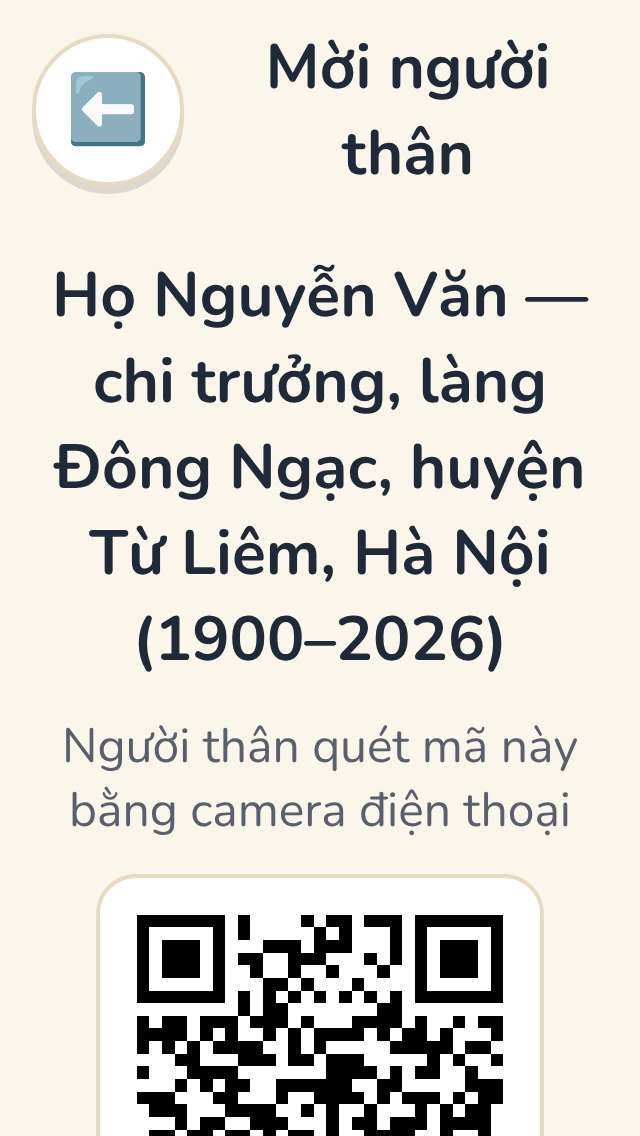 Mời người
thân
Họ Nguyễn Văn —
chi trưởng, làng
Đông Ngạc, huyện
Từ Liêm, Hà Nội
(1900–2026)
Người thân quét mã này
bằng camera điện thoại